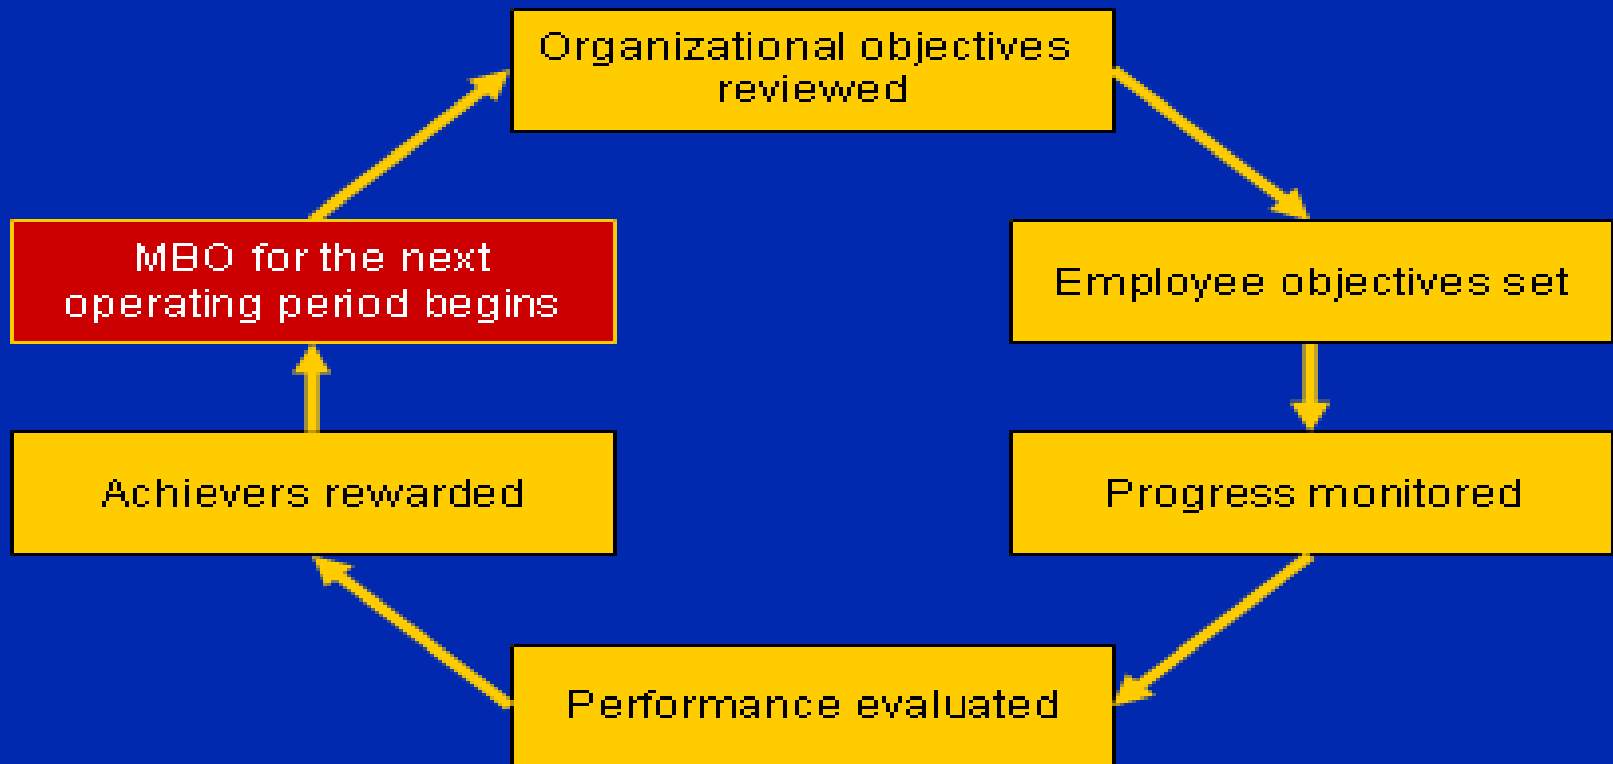 Organizational objectives
reviewed
Employee objectives set
Progress monitored
Performance evaluated
Achievers rewarded
MBO for the next
operating period begins